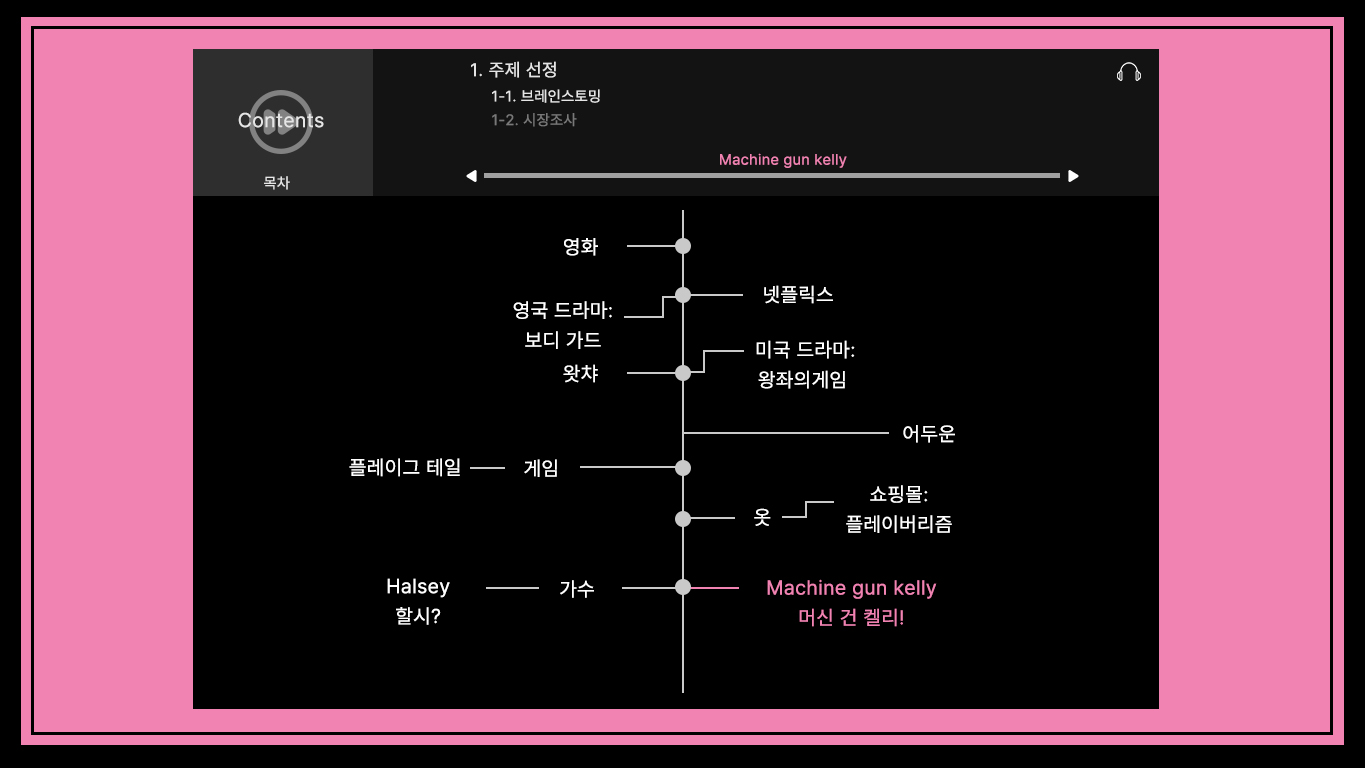 Contents
목차
1. 주제 선정
1-1. 브레인스토밍
1-2. 시장조사
Machine gun kelly
영화
넷플릭스
영국 드라마:
보디 가드
미국 드라마:
왕좌의게임
왓챠
어두운
플레이그 테일
게임
옷
쇼핑몰:
플레이버리즘
Halsey
할시?
가수
Machine gun kelly
머신 건 켈리!